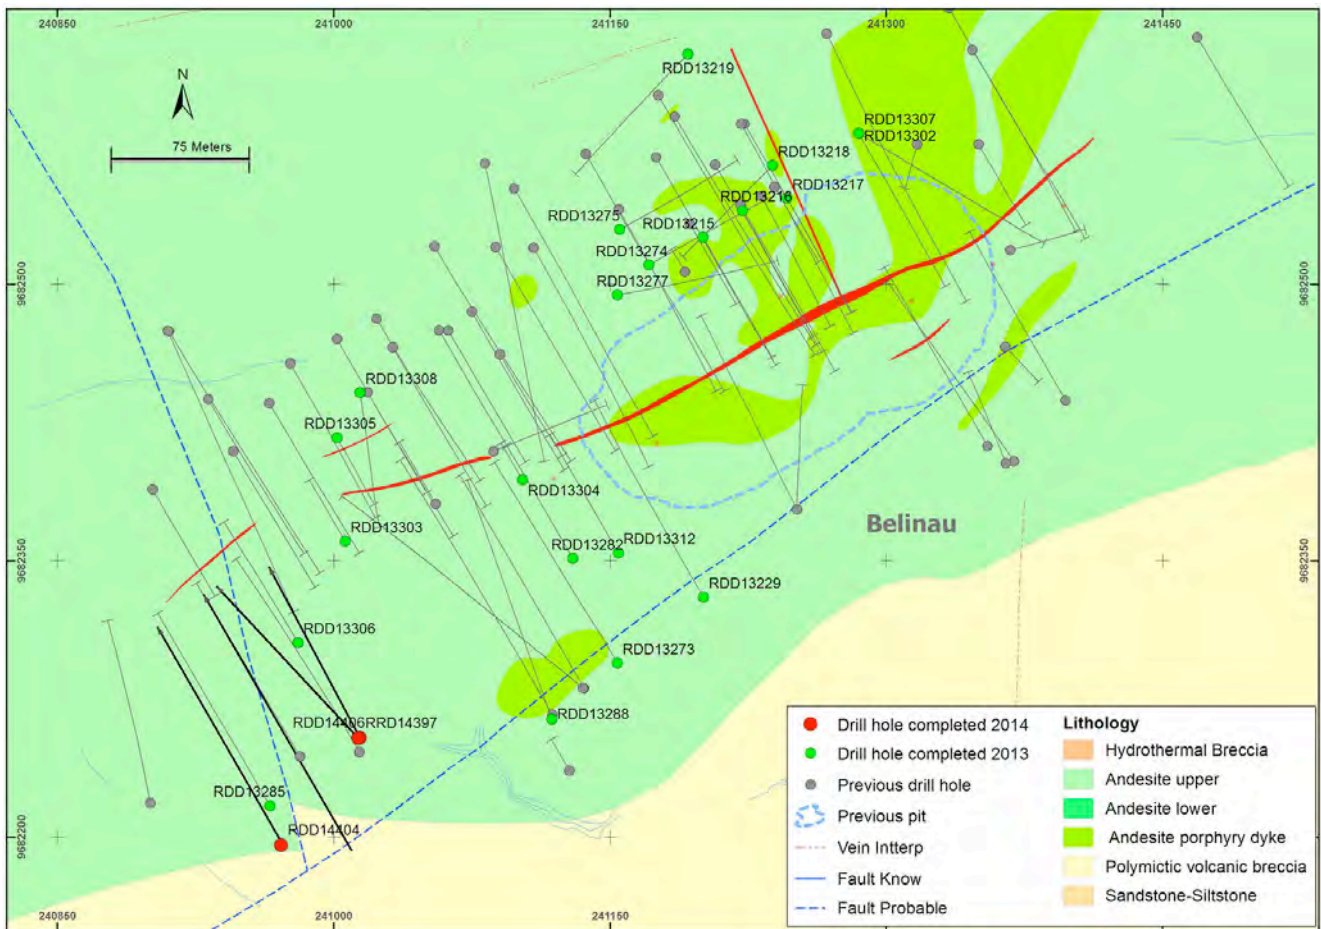 240850
241000
241150
241300
241450
RDD13219
N
75 Meters
RDD13307
RDD13302
RDD13218
RDD13217
RDD13216
RDD13275
RDD13215
RDD13274
RDD13277
9682500
9682500
RDD13308
RDD13305
RDD13304
Belinau
RDD13303
RDD13282
RDD13312
9682350
9682350
RDD13229
RDD13306
RDD13273
RDD14406RRD14397
RDD13288
RDD13285
RDD14404
9682200
240850
241000
241150
Drill hole completed 2014
Drill hole completed 2013
Previous drill hole
Previous pit
Vein Intterp
Fault Know
Fault Probable
Lithology
Hydrothermal Breccia
Andesite upper
Andesite lower
Andesite porphyry dyke
Polymictic volcanic breccia
Sandstone-Siltstone